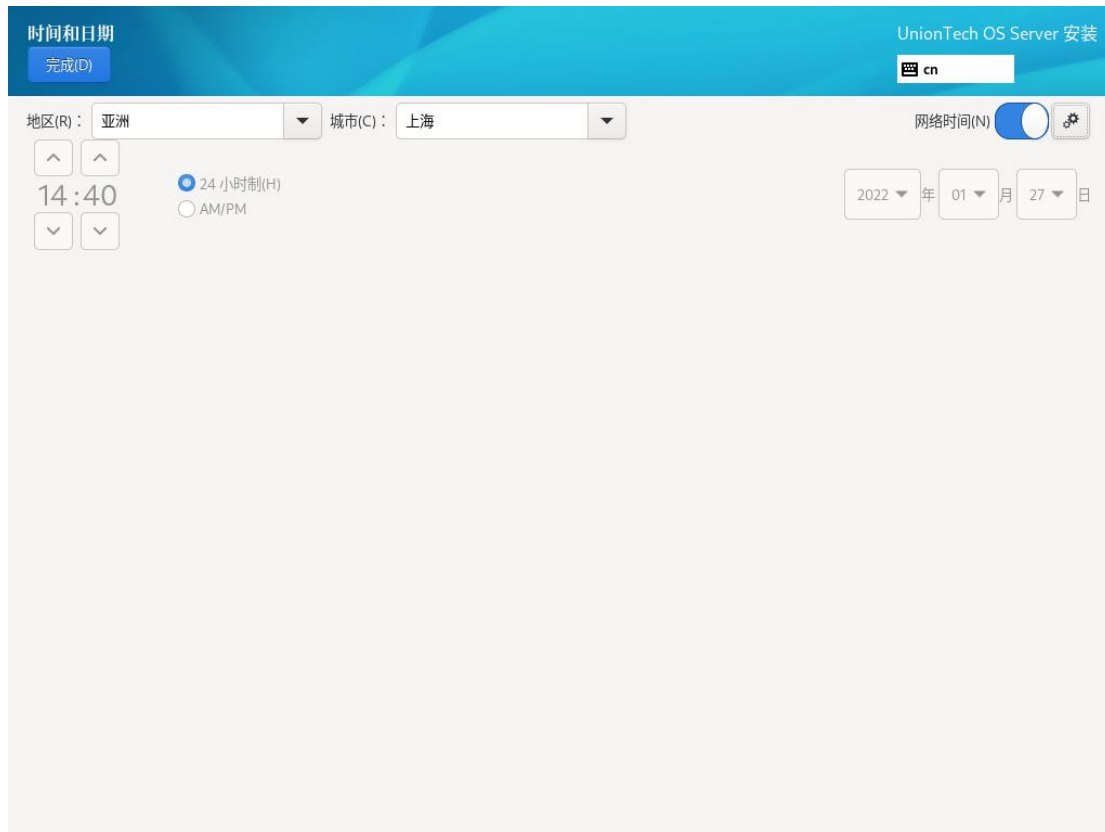 时间和日期
UnionTech OS Server 安装
完成(D)
cn
地区(R)： 亚洲 城市(C)： 上海 网络时间(N)
14:40
24 小时制(H)
AM/PM
2022 年 01 月 27 日